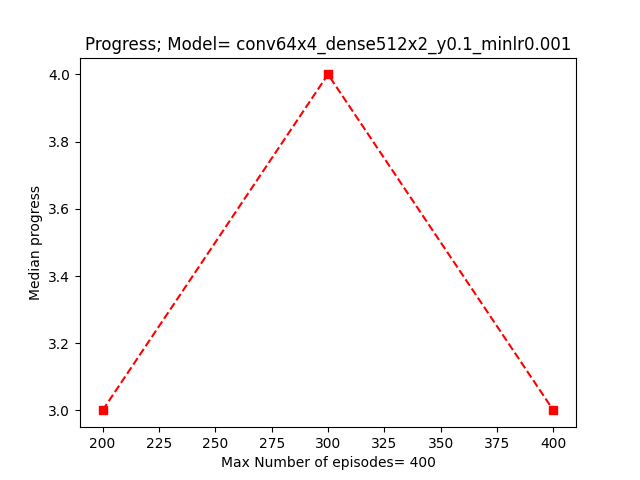 Progress; Model= conv64x4_dense512x2_y0.1_minlr0.001
4.0
3.8
3.6
3.4
3.2
3.0
Median progress
200 225 250 275 300 325 350 375 400
Max Number of episodes= 400